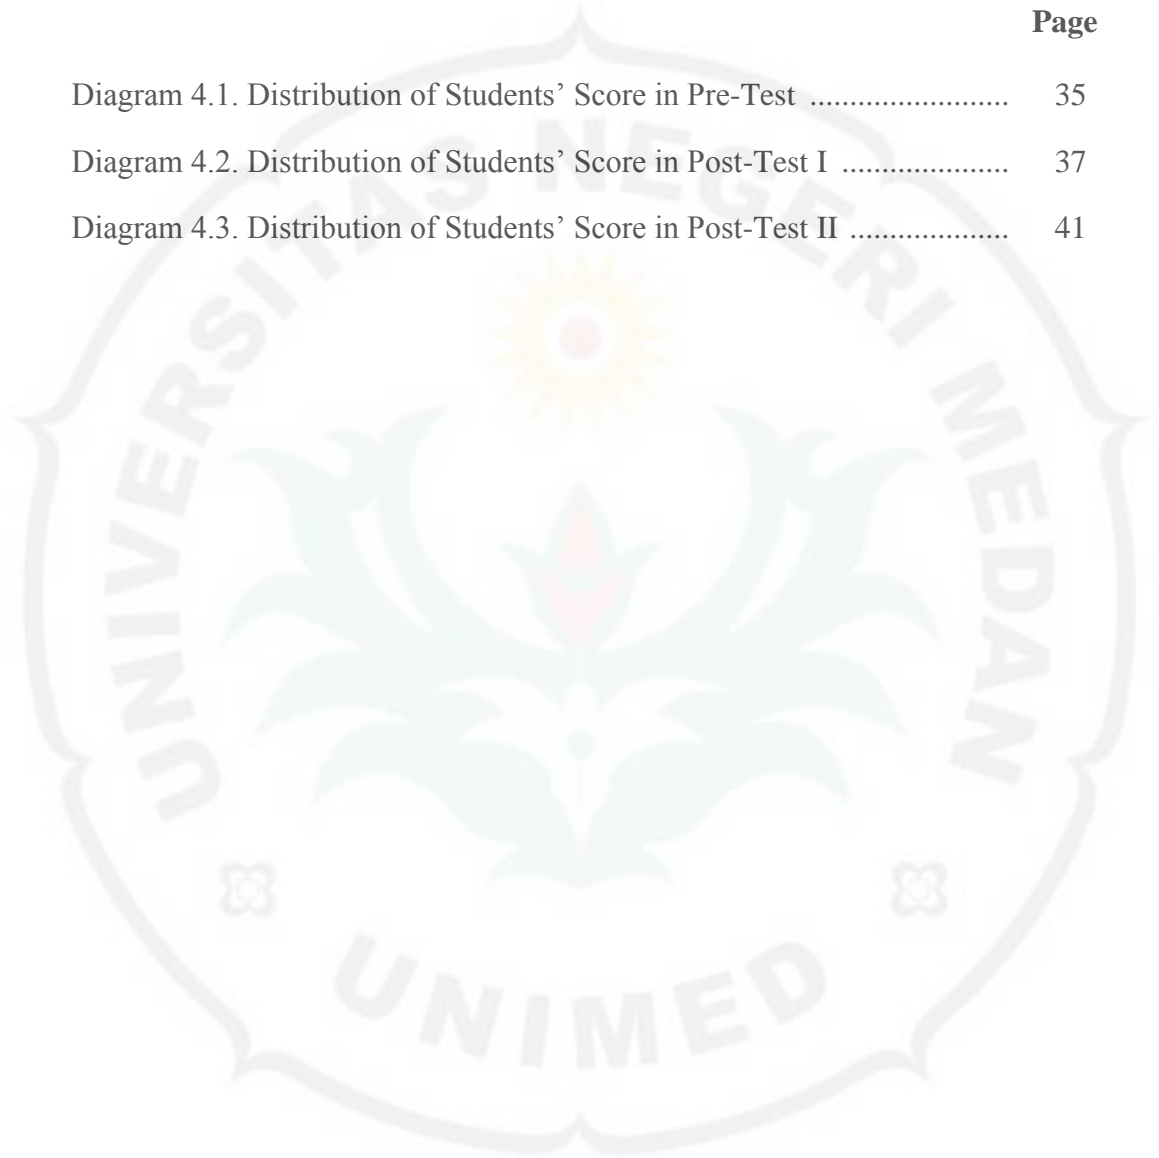 Page
Diagram 4.1. Distribution of Students’ Score in Pre-Test ........................ 35
Diagram 4.2. Distribution of Students’ Score in Post-Test I ..................... 37
Diagram 4.3. Distribution of Students’ Score in Post-Test II ................... 41
UNIVERSITAS NEGERI MEDAN
UNIMED